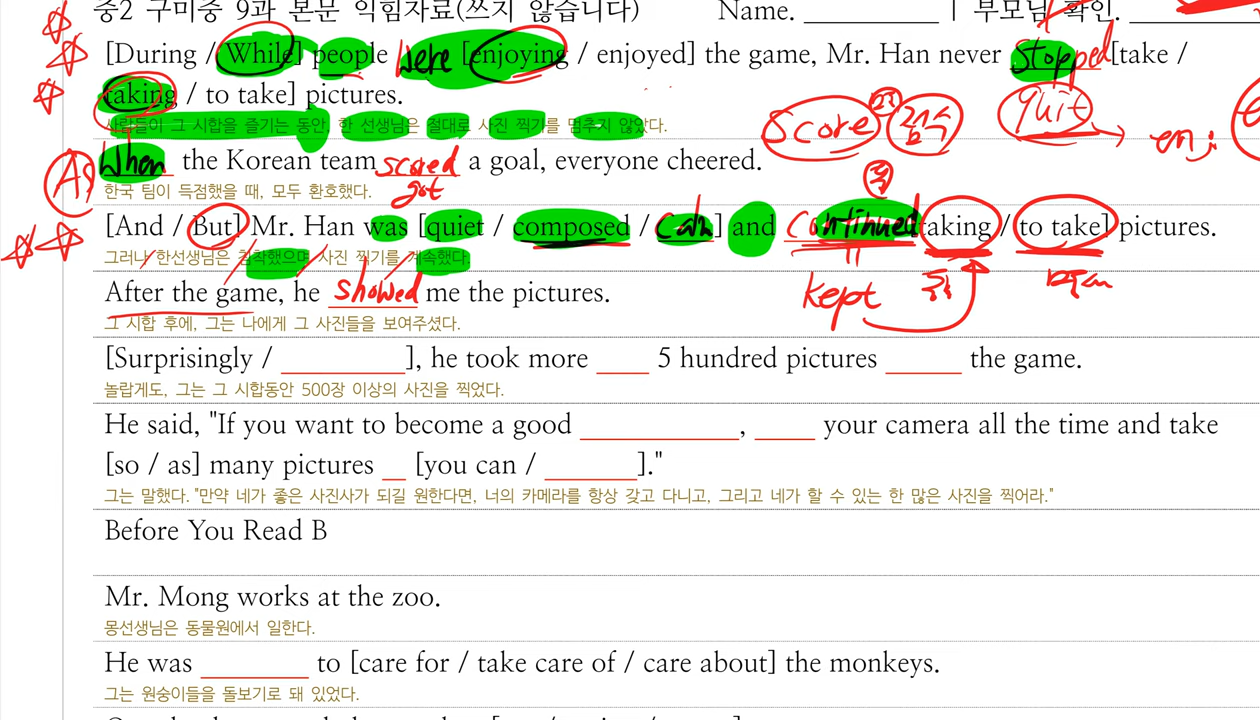 중2 구미중 9과 본문 익힘자료(쓰지 않습니다) Name. __________ | 부모님 확인. __________
[During / While] people were [enjoying / enjoyed] the game, Mr. Han never stopped [take /
taking / to take] pictures.
사람들이 그 시합을 즐기는 동안, 한 선생님은 절대로 사진 찍기를 멈추지 않았다.
score 점수 quit
As When the Korean team scored a goal, everyone cheered.
got
한국 팀이 득점했을 때, 모두 환호했다.
[And / But] Mr. Han was [quiet / composed / calm] and continued [taking / to take] pictures.
그러나 한선생님은 침착했으며 사진 찍기를 계속했다.
kept
After the game, he showed me the pictures.
그 시합 후에, 그는 나에게 그 사진들을 보여주셨다.
[Surprisingly / _________], he took more ____ 5 hundred pictures _____ the game.
놀랍게도, 그는 그 시합동안 500장 이상의 사진을 찍었다.
He said, "If you want to become a good ___________, ____ your camera all the time and take
[so / as] many pictures __ [you can / _______]."
그는 말했다. "만약 네가 좋은 사진사가 되길 원한다면, 너의 카메라를 항상 갖고 다니고, 그리고 네가 할 수 있는 한 많은 사진을 찍어라."
Before You Read B
Mr. Mong works at the zoo.
몽선생님은 동물원에서 일한다.
He was ________ to [care for / take care of / care about] the monkeys.
그는 원숭이들을 돌보기로 돼 있었다.